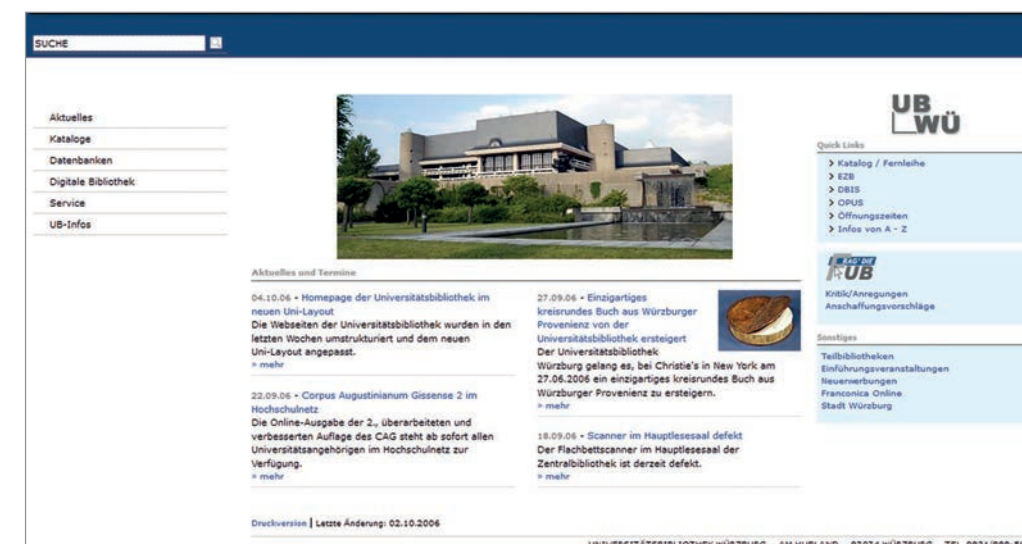 SUCHE
Aktuelles
Kataloge
Datenbanken
Digitale Bibliothek
Service
UB-Infos
Aktuelles und Termine
04.10.06 - Homepage der Universitätsbibliothek im
neuen Uni-Layout
Die Webseiten der Universitätsbibliothek wurden in den
letzten Wochen umstrukturiert und dem neuen
Uni-Layout angepasst.
» mehr
22.09.06 - Corpus Augustinianum Gissense 2 im
Hochschulnetz
Die Online-Ausgabe der 2., überarbeiteten und
verbesserten Auflage des CAG steht ab sofort allen
Universitätsangehörigen im Hochschulnetz zur
Verfügung.
» mehr
27.09.06 - Einzigartiges
kreisrundes Buch aus Würzburger
Provenienz von der
Universitätsbibliothek ersteigert
Der Universitätsbibliothek
Würzburg gelang es, bei Christie's in New York am
27.06.2006 ein einzigartiges kreisrundes Buch aus
Würzburger Provenienz zu ersteigern.
» mehr
18.09.06 - Scanner im Hauptlesesaal defekt
Der Flachbettscanner im Hauptlesesaal der
Zentralbibliothek ist derzeit defekt.
» mehr
UB
WÜ
Quick Links
> Katalog / Fernleihe
> EZB
> DBIS
> OPUS
> Öffnungszeiten
> Infos von A - Z
FRAG' DIE
UB
Kritik/Anregungen
Anschaffungsvorschläge
Sonstiges
Teilbibliotheken
Einführungsveranstaltungen
Neuerwerbungen
Franconica Online
Stadt Würzburg
Druckversion | Letzte Änderung: 02.10.2006
UNIVERSITÄTSBIBLIOTHEK WÜRZBURG AM HUBLAND 97074 WÜRZBURG TEL